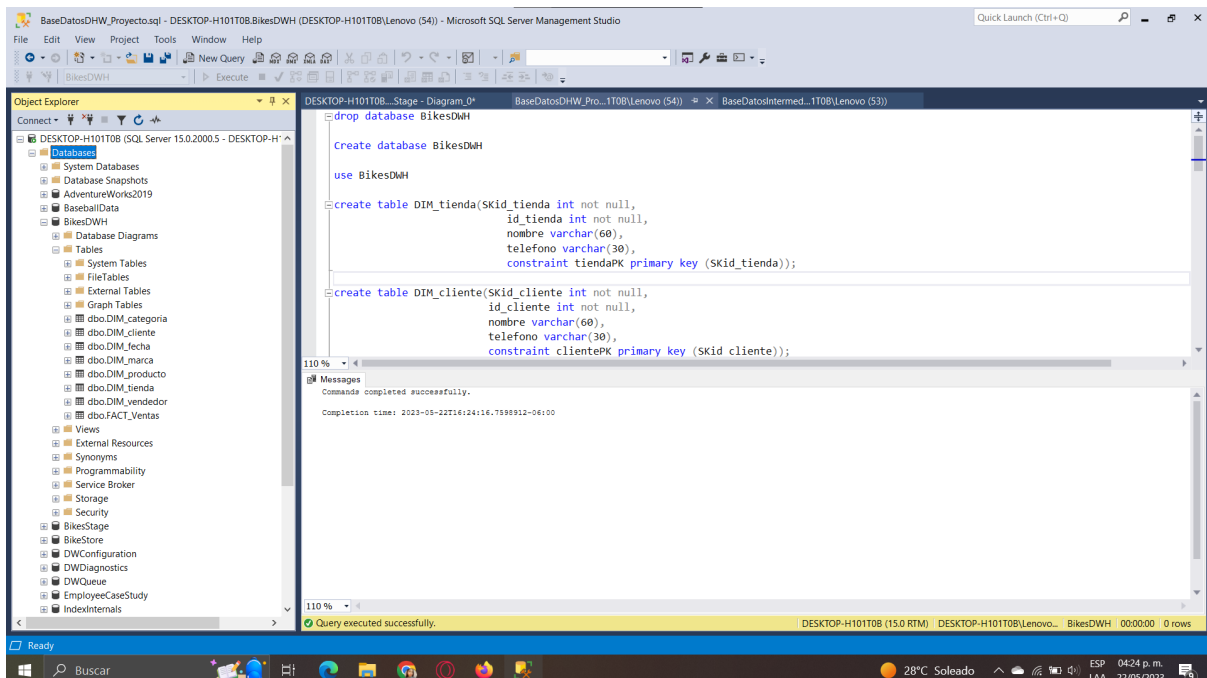 BaseDatosDHW_Proyecto.sql - DESKTOP-H101T0B.BikesDWH (DESKTOP-H101T0B\Lenovo (54)) - Microsoft SQL Server Management Studio
Quick Launch (Ctrl+Q)
File Edit View Project Tools Window Help
New Query
BikesDWH Execute
Object Explorer
DESKTOP-H101T0B....Stage - Diagram_0* BaseDatosDHW_Pro...1T0B\Lenovo (54)) BaseDatosIntermed...1T0B\Lenovo (53))
Connect
DESKTOP-H101T0B (SQL Server 15.0.2000.5 - DESKTOP-H1
Databases
System Databases
Database Snapshots
AdventureWorks2019
BaseballData
BikesDWH
Database Diagrams
Tables
System Tables
FileTables
External Tables
Graph Tables
dbo.DIM_categoria
dbo.DIM_cliente
dbo.DIM_fecha
dbo.DIM_marca
dbo.DIM_producto
dbo.DIM_tienda
dbo.DIM_vendedor
dbo.FACT_Ventas
Views
External Resources
Synonyms
Programmability
Service Broker
Storage
Security
BikesStage
BikeStore
DWConfiguration
DWDiagnostics
DWQueue
EmployeeCaseStudy
IndexInternals
drop database BikesDWH
Create database BikesDWH
use BikesDWH
create table DIM_tienda(SKid_tienda int not null,
id_tienda int not null,
nombre varchar(60),
telefono varchar(30),
constraint tiendaPK primary key (SKid_tienda));
create table DIM_cliente(SKid_cliente int not null,
id_cliente int not null,
nombre varchar(60),
telefono varchar(30),
constraint clientePK primary key (SKid cliente));
110 %
Messages
Commands completed successfully.
Completion time: 2023-05-22T16:24:16.7598912-06:00
110 %
Query executed successfully. DESKTOP-H101T0B (15.0 RTM) DESKTOP-H101T0B\Lenovo... BikesDWH 00:00:00 0 rows
Ready
Buscar
28°C Soleado
ESP 04:24 p. m.
LAA 22/05/2023